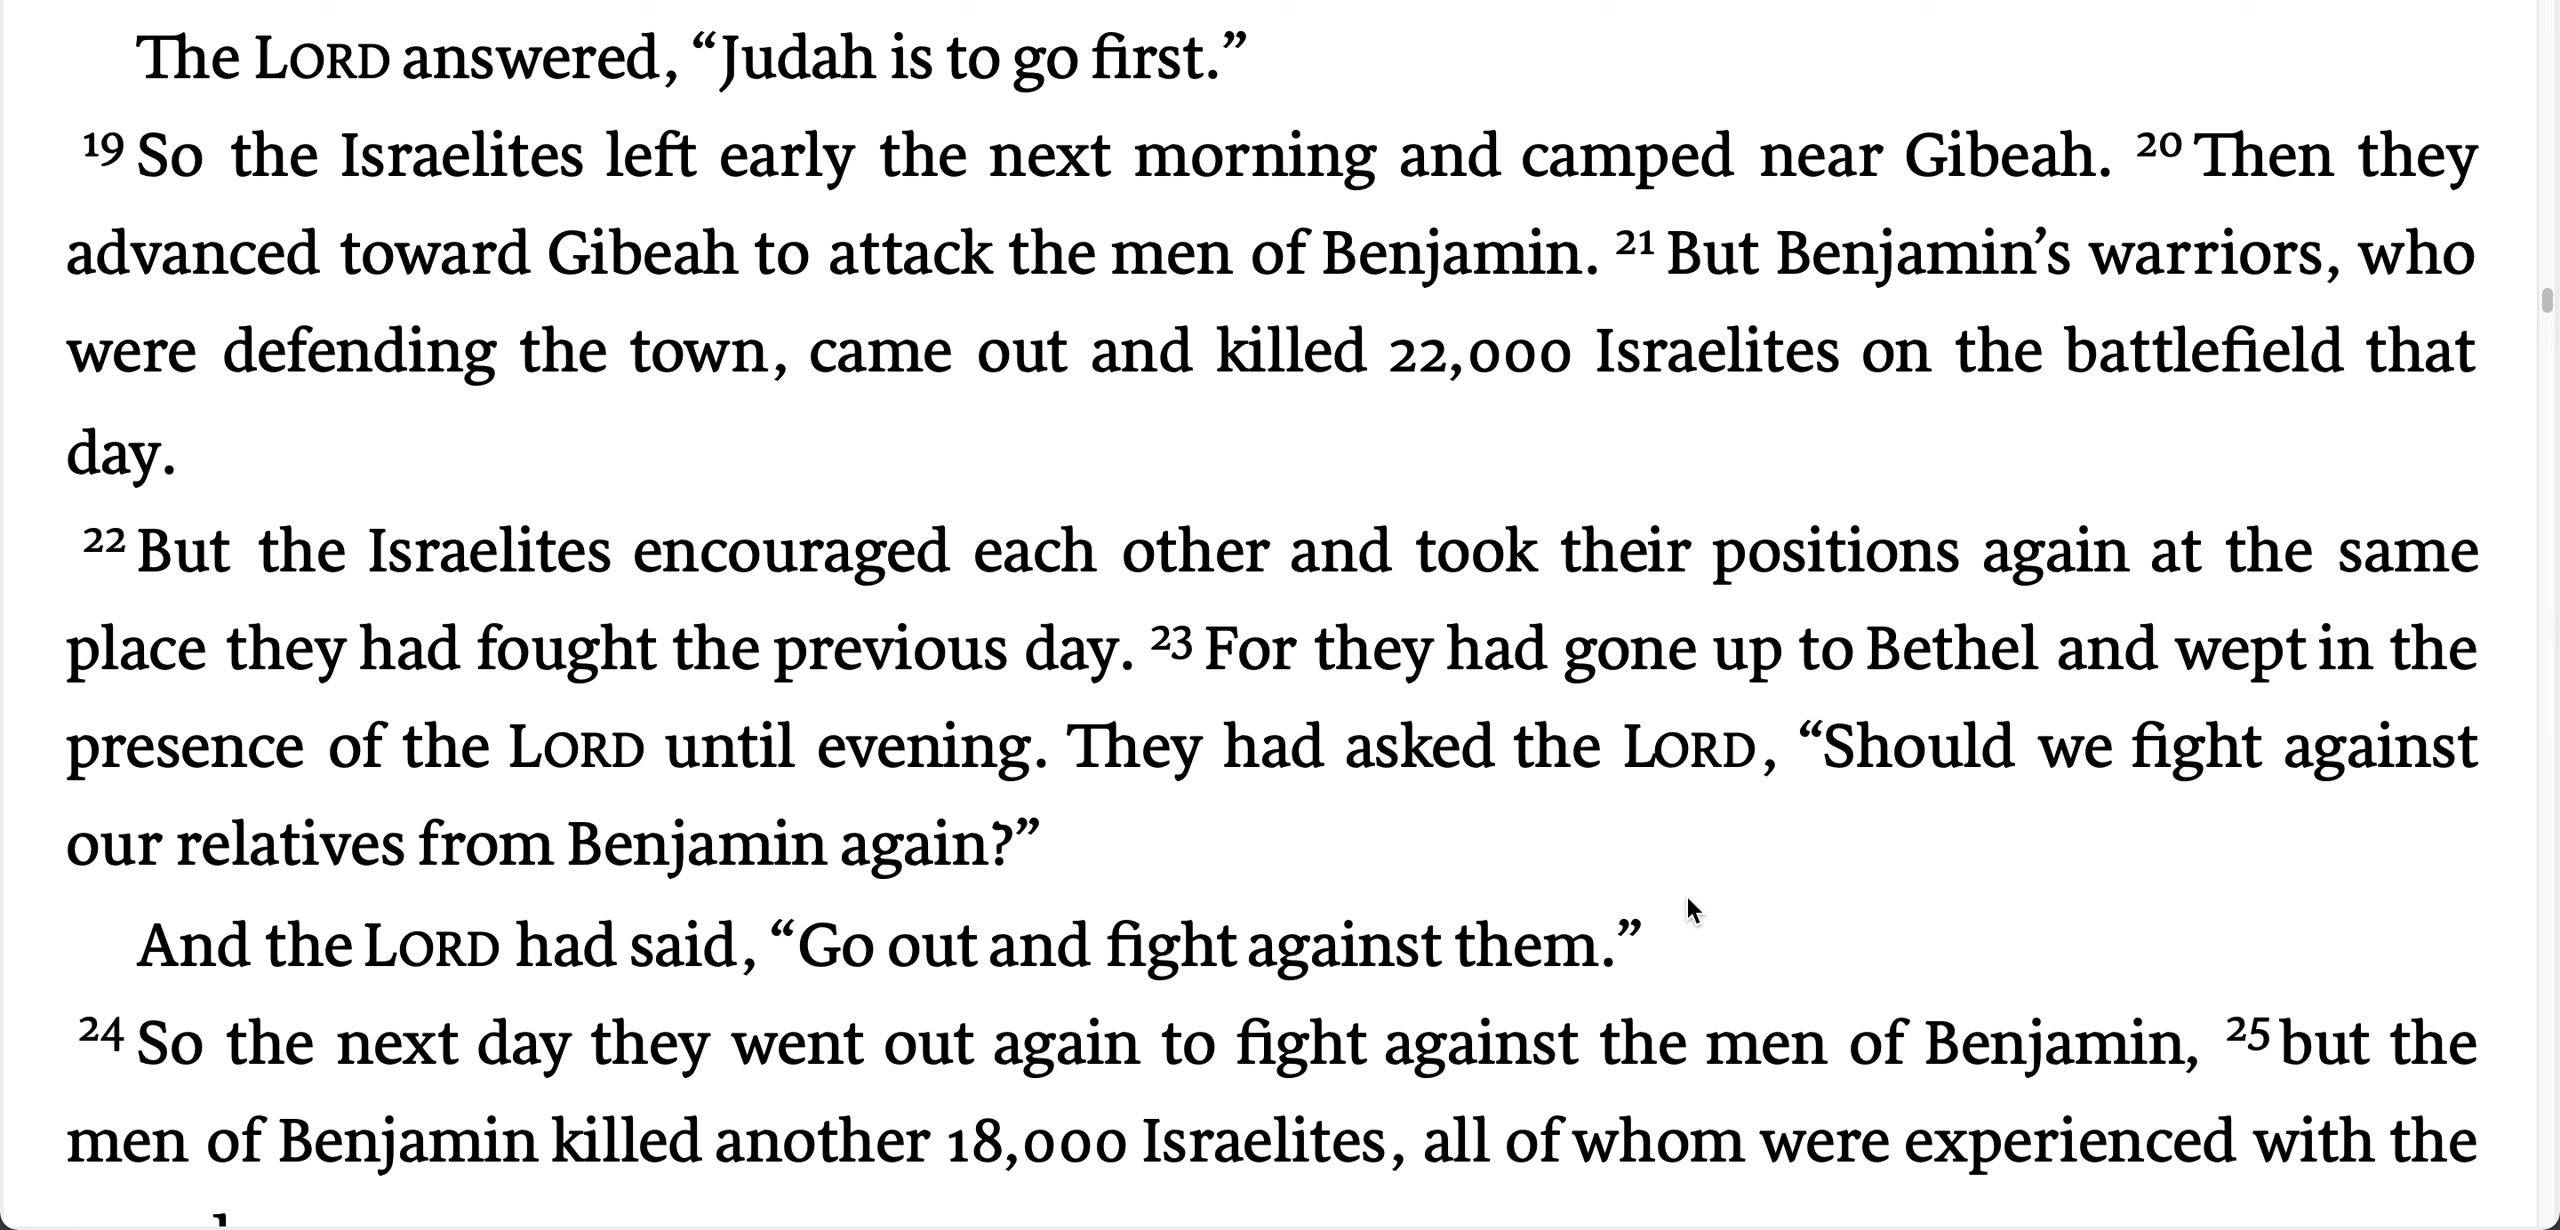 The LORD answered, “Judah is to go first.”
19 So the Israelites left early the next morning and camped near Gibeah. 20 Then they
advanced toward Gibeah to attack the men of Benjamin. 21 But Benjamin’s warriors, who
were defending the town, came out and killed 22,000 Israelites on the battlefield that
day.
22 But the Israelites encouraged each other and took their positions again at the same
place they had fought the previous day. 23 For they had gone up to Bethel and wept in the
presence of the LORD until evening. They had asked the LORD, “Should we fight against
our relatives from Benjamin again?”
And the LORD had said, “Go out and fight against them.”
24 So the next day they went out again to fight against the men of Benjamin, 25 but the
men of Benjamin killed another 18,000 Israelites, all of whom were experienced with the